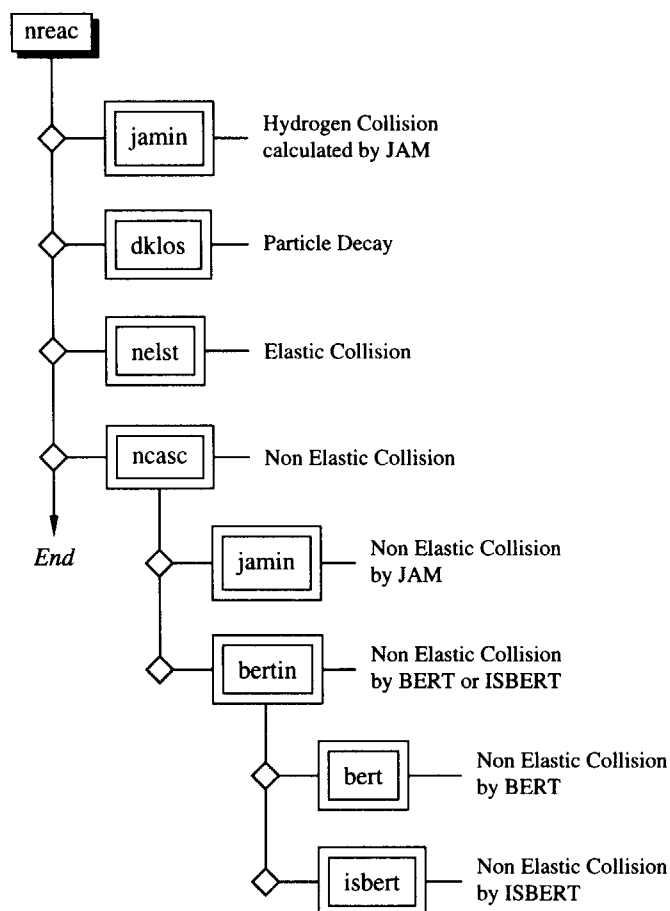 nreac
jamin
Hydrogen Collision
calculated by JAM
dklos
Particle Decay
nelst
Elastic Collision
ncasc
Non Elastic Collision
End
jamin
Non Elastic Collision
by JAM
bertin
Non Elastic Collision
by BERT or ISBERT
bert
Non Elastic Collision
by BERT
isbert
Non Elastic Collision
by ISBERT